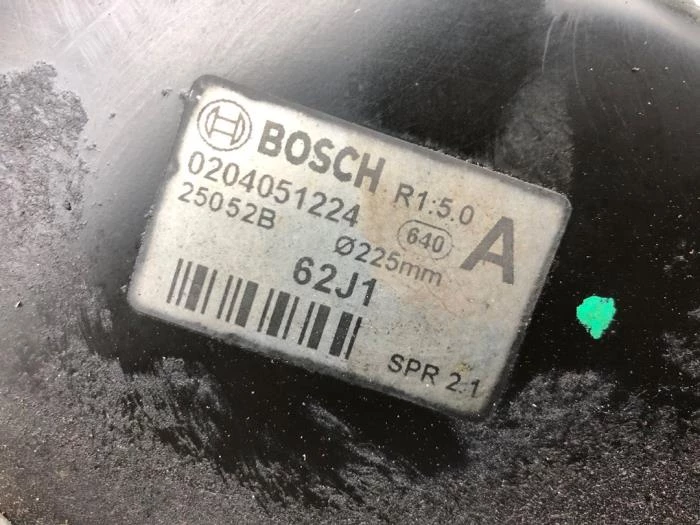 BOSCH R1:5.0
0204051224 640 A
25052B Ø225mm
62J1
SPR 2.1